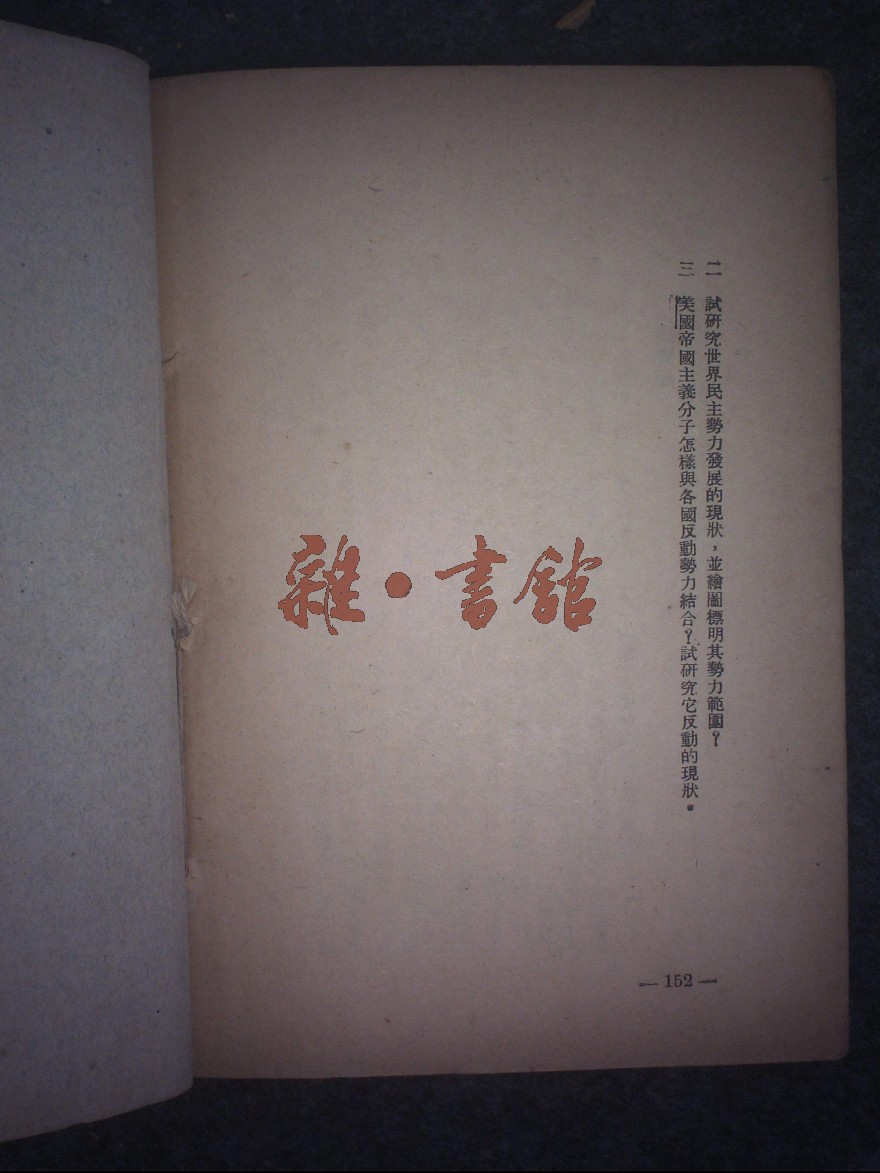 二 試研究世界民主勢力發展的現狀，並繪圖標明其勢力範圍？
三 美國帝國主義分子怎樣與各國反動勢力結合？試研究它反動的現狀。
雜•書館
— 152 —